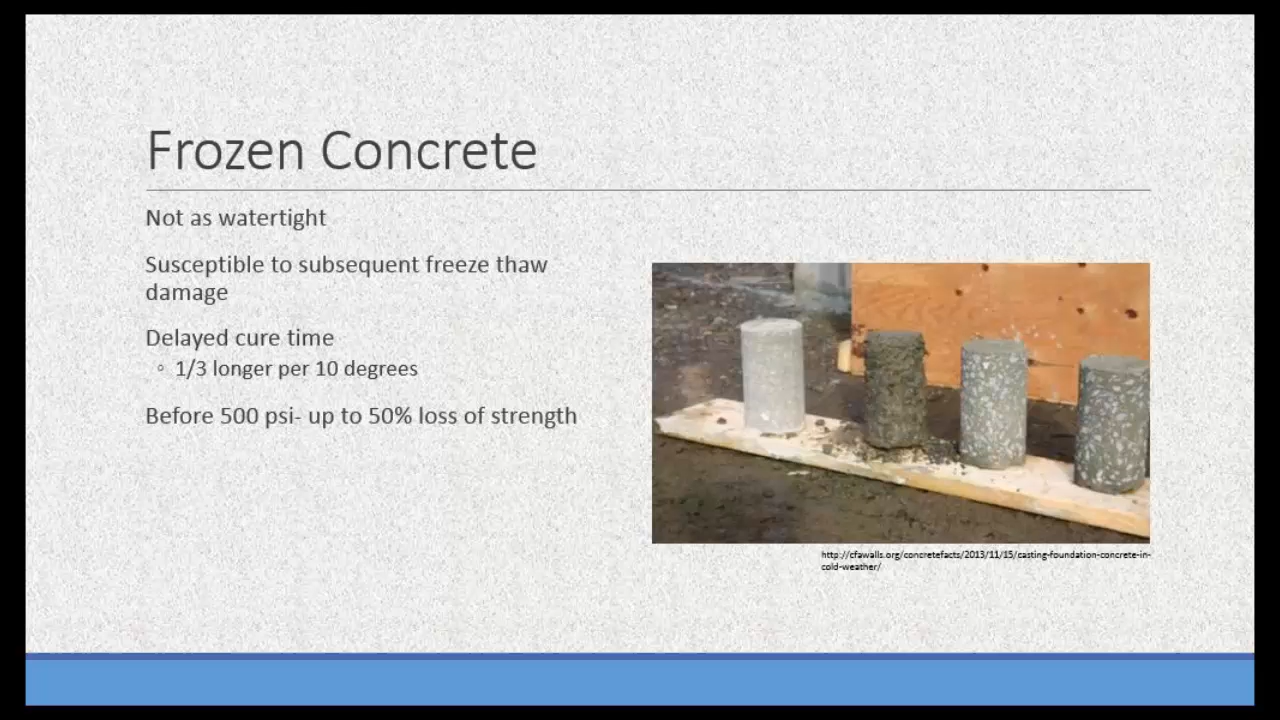 Frozen Concrete
Not as watertight
Susceptible to subsequent freeze thaw
damage
Delayed cure time
◦ 1/3 longer per 10 degrees
Before 500 psi- up to 50% loss of strength
http://cfawalls.org/concretefacts/2013/11/15/casting-foundation-concrete-in-
cold-weather/